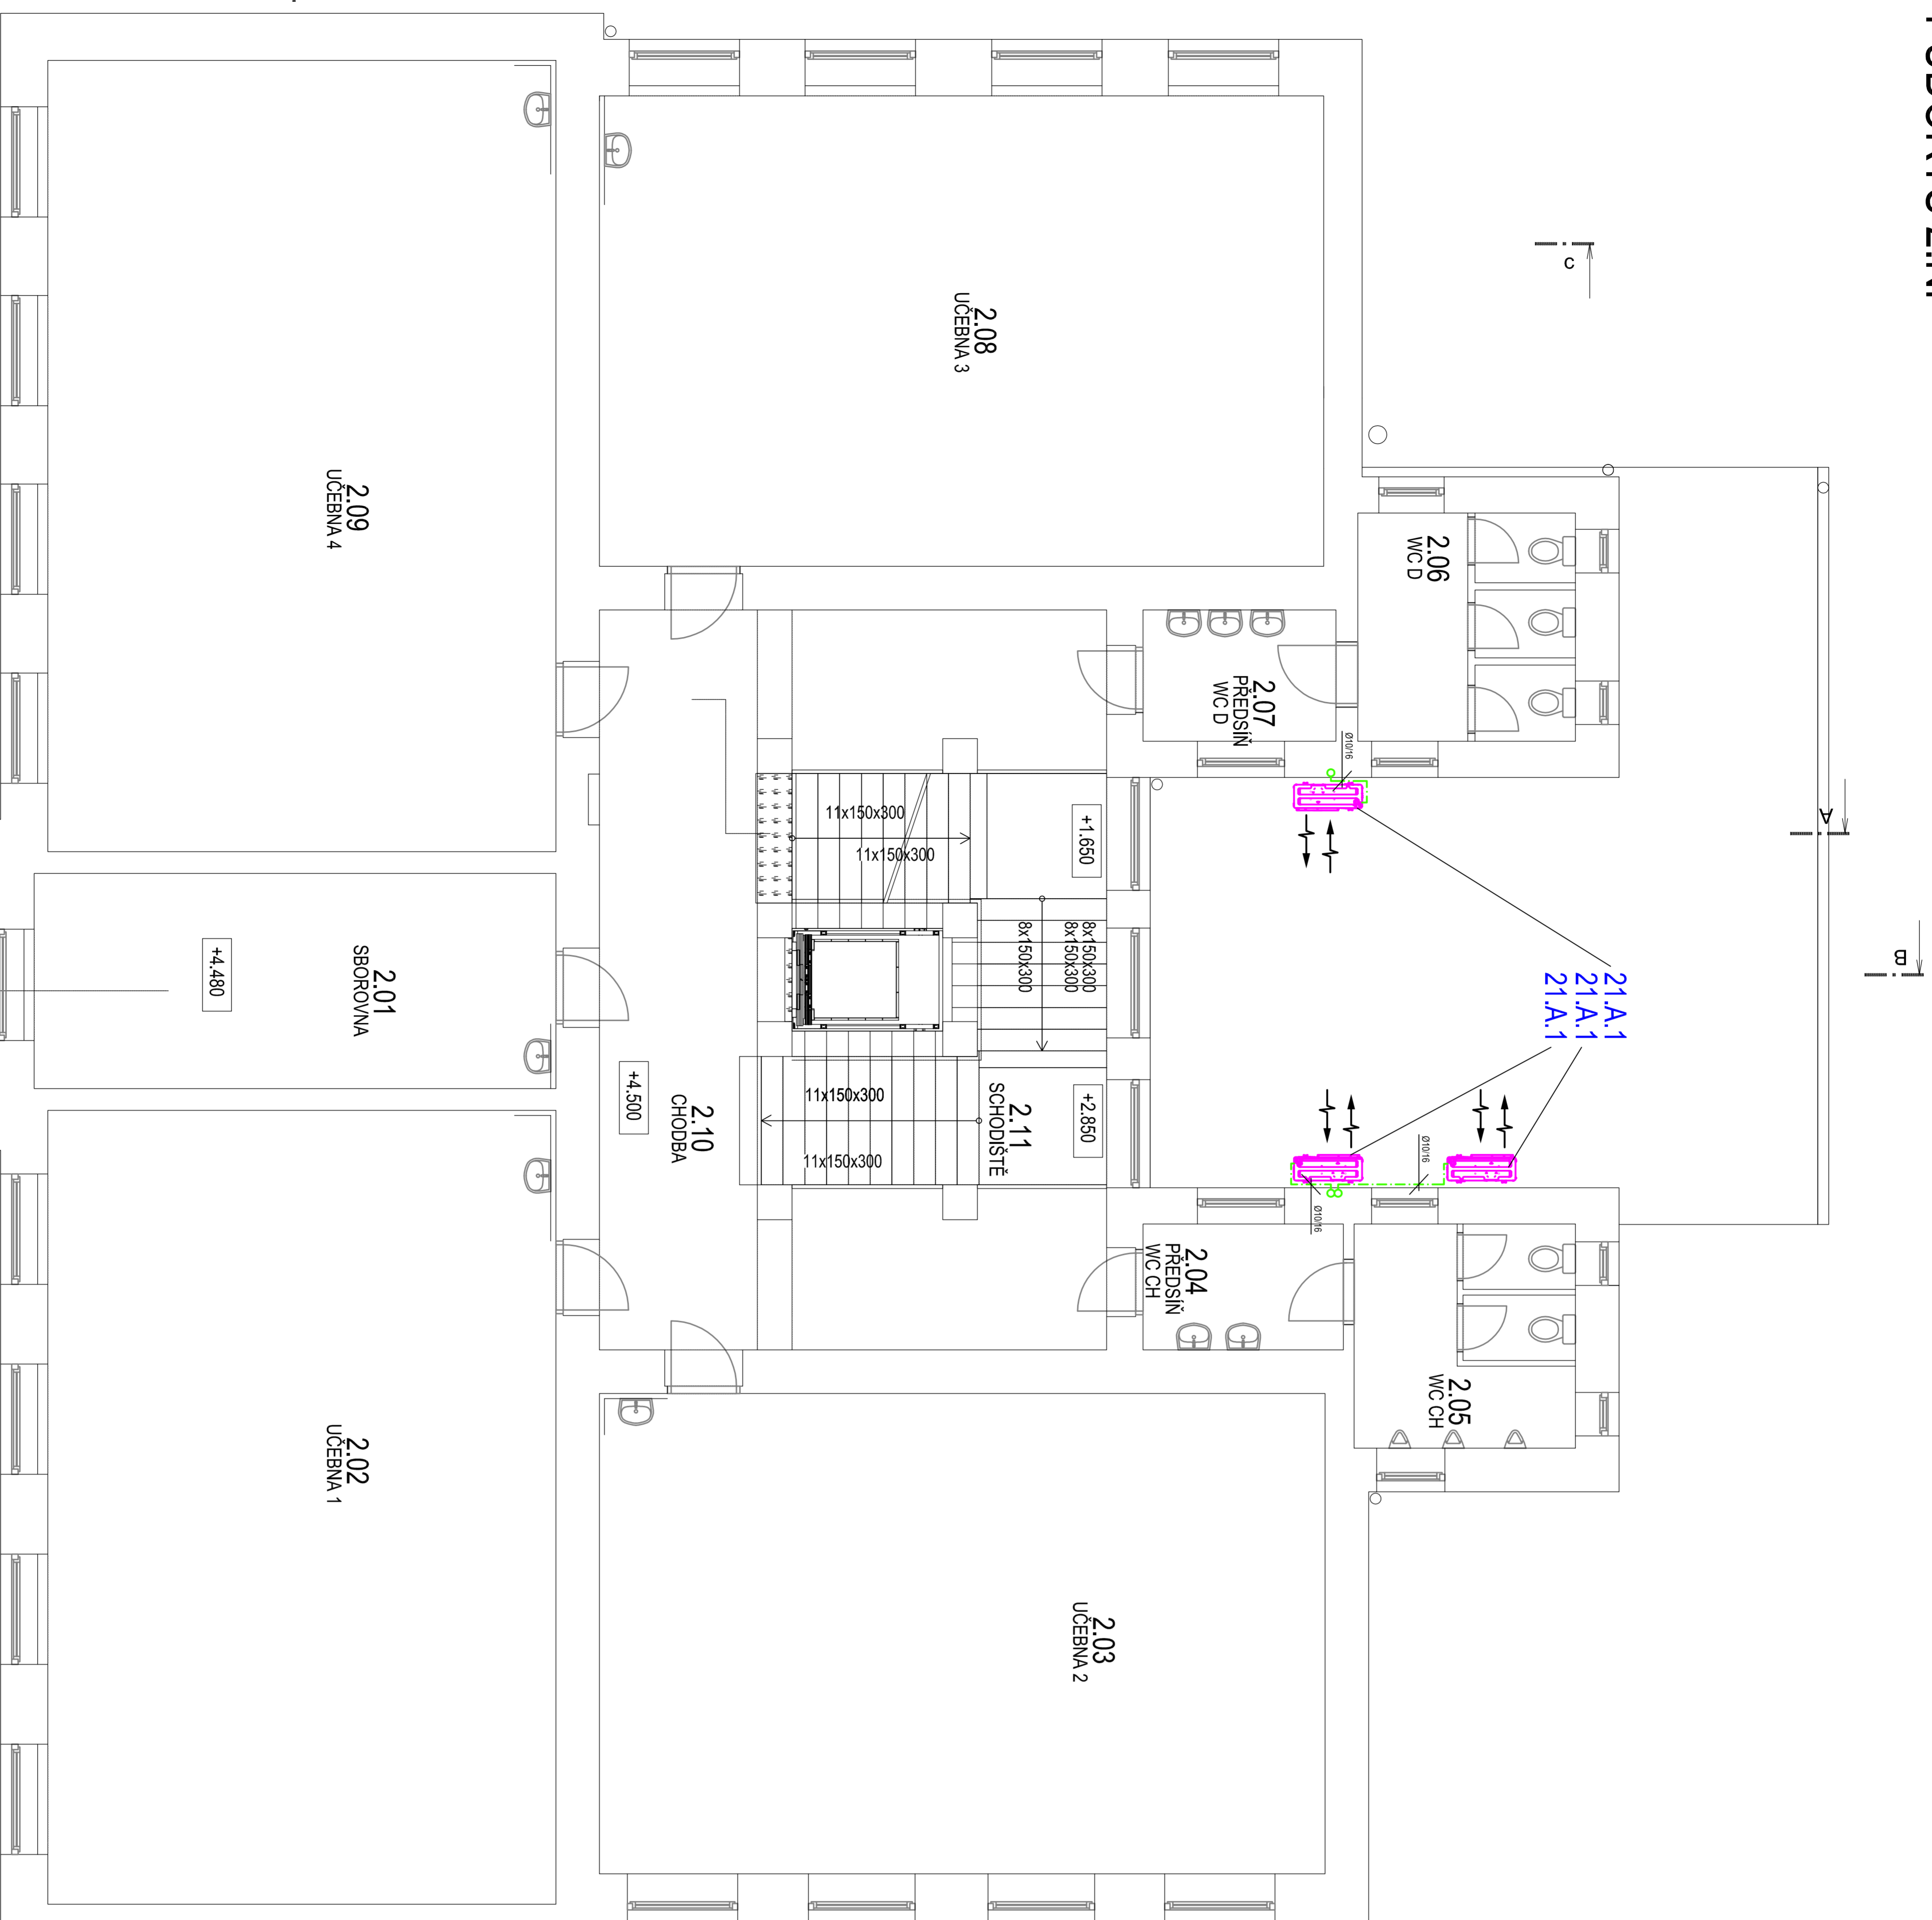 B
A
21.A.1
21.A.1
21.A.1
C
2.06
WC D
2.05
WC CH
Ø10/16
Ø10/16
Ø10/16
2.07
PŘEDSÍŇ
WC D
2.04
PŘEDSÍŇ
WC CH
+1.650
8x150x300
8x150x300
8x150x300
+2.850
2.03
UČEBNA 2
2.08
UČEBNA 3
2.11
SCHODIŠTĚ
11x150x300
11x150x300
11x150x300
11x150x300
2.10
CHODBA
+4.500
2.09
UČEBNA 4
2.01
SBOROVNA
+4.480
2.02
UČEBNA 1